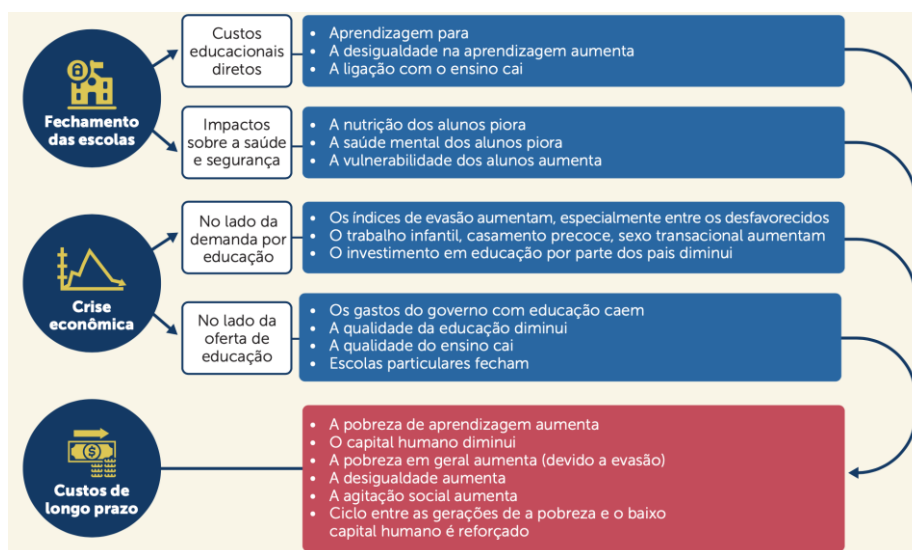 Fechamento
das escolas
Custos
educacionais
diretos
• Aprendizagem para
• A desigualdade na aprendizagem aumenta
• A ligação com o ensino cai
Impactos
sobre a saúde
e segurança
• A nutrição dos alunos piora
• A saúde mental dos alunos piora
• A vulnerabilidade dos alunos aumenta
Crise
econômica
No lado da
demanda por
educação
• Os índices de evasão aumentam, especialmente entre os desfavorecidos
• O trabalho infantil, casamento precoce, sexo transacional aumentam
• O investimento em educação por parte dos pais diminui
No lado da
oferta de
educação
• Os gastos do governo com educação caem
• A qualidade da educação diminui
• A qualidade do ensino cai
• Escolas particulares fecham
Custos de
longo prazo
• A pobreza de aprendizagem aumenta
• O capital humano diminui
• A pobreza em geral aumenta (devido a evasão)
• A desigualdade aumenta
• A agitação social aumenta
• Ciclo entre as gerações de a pobreza e o baixo
capital humano é reforçado